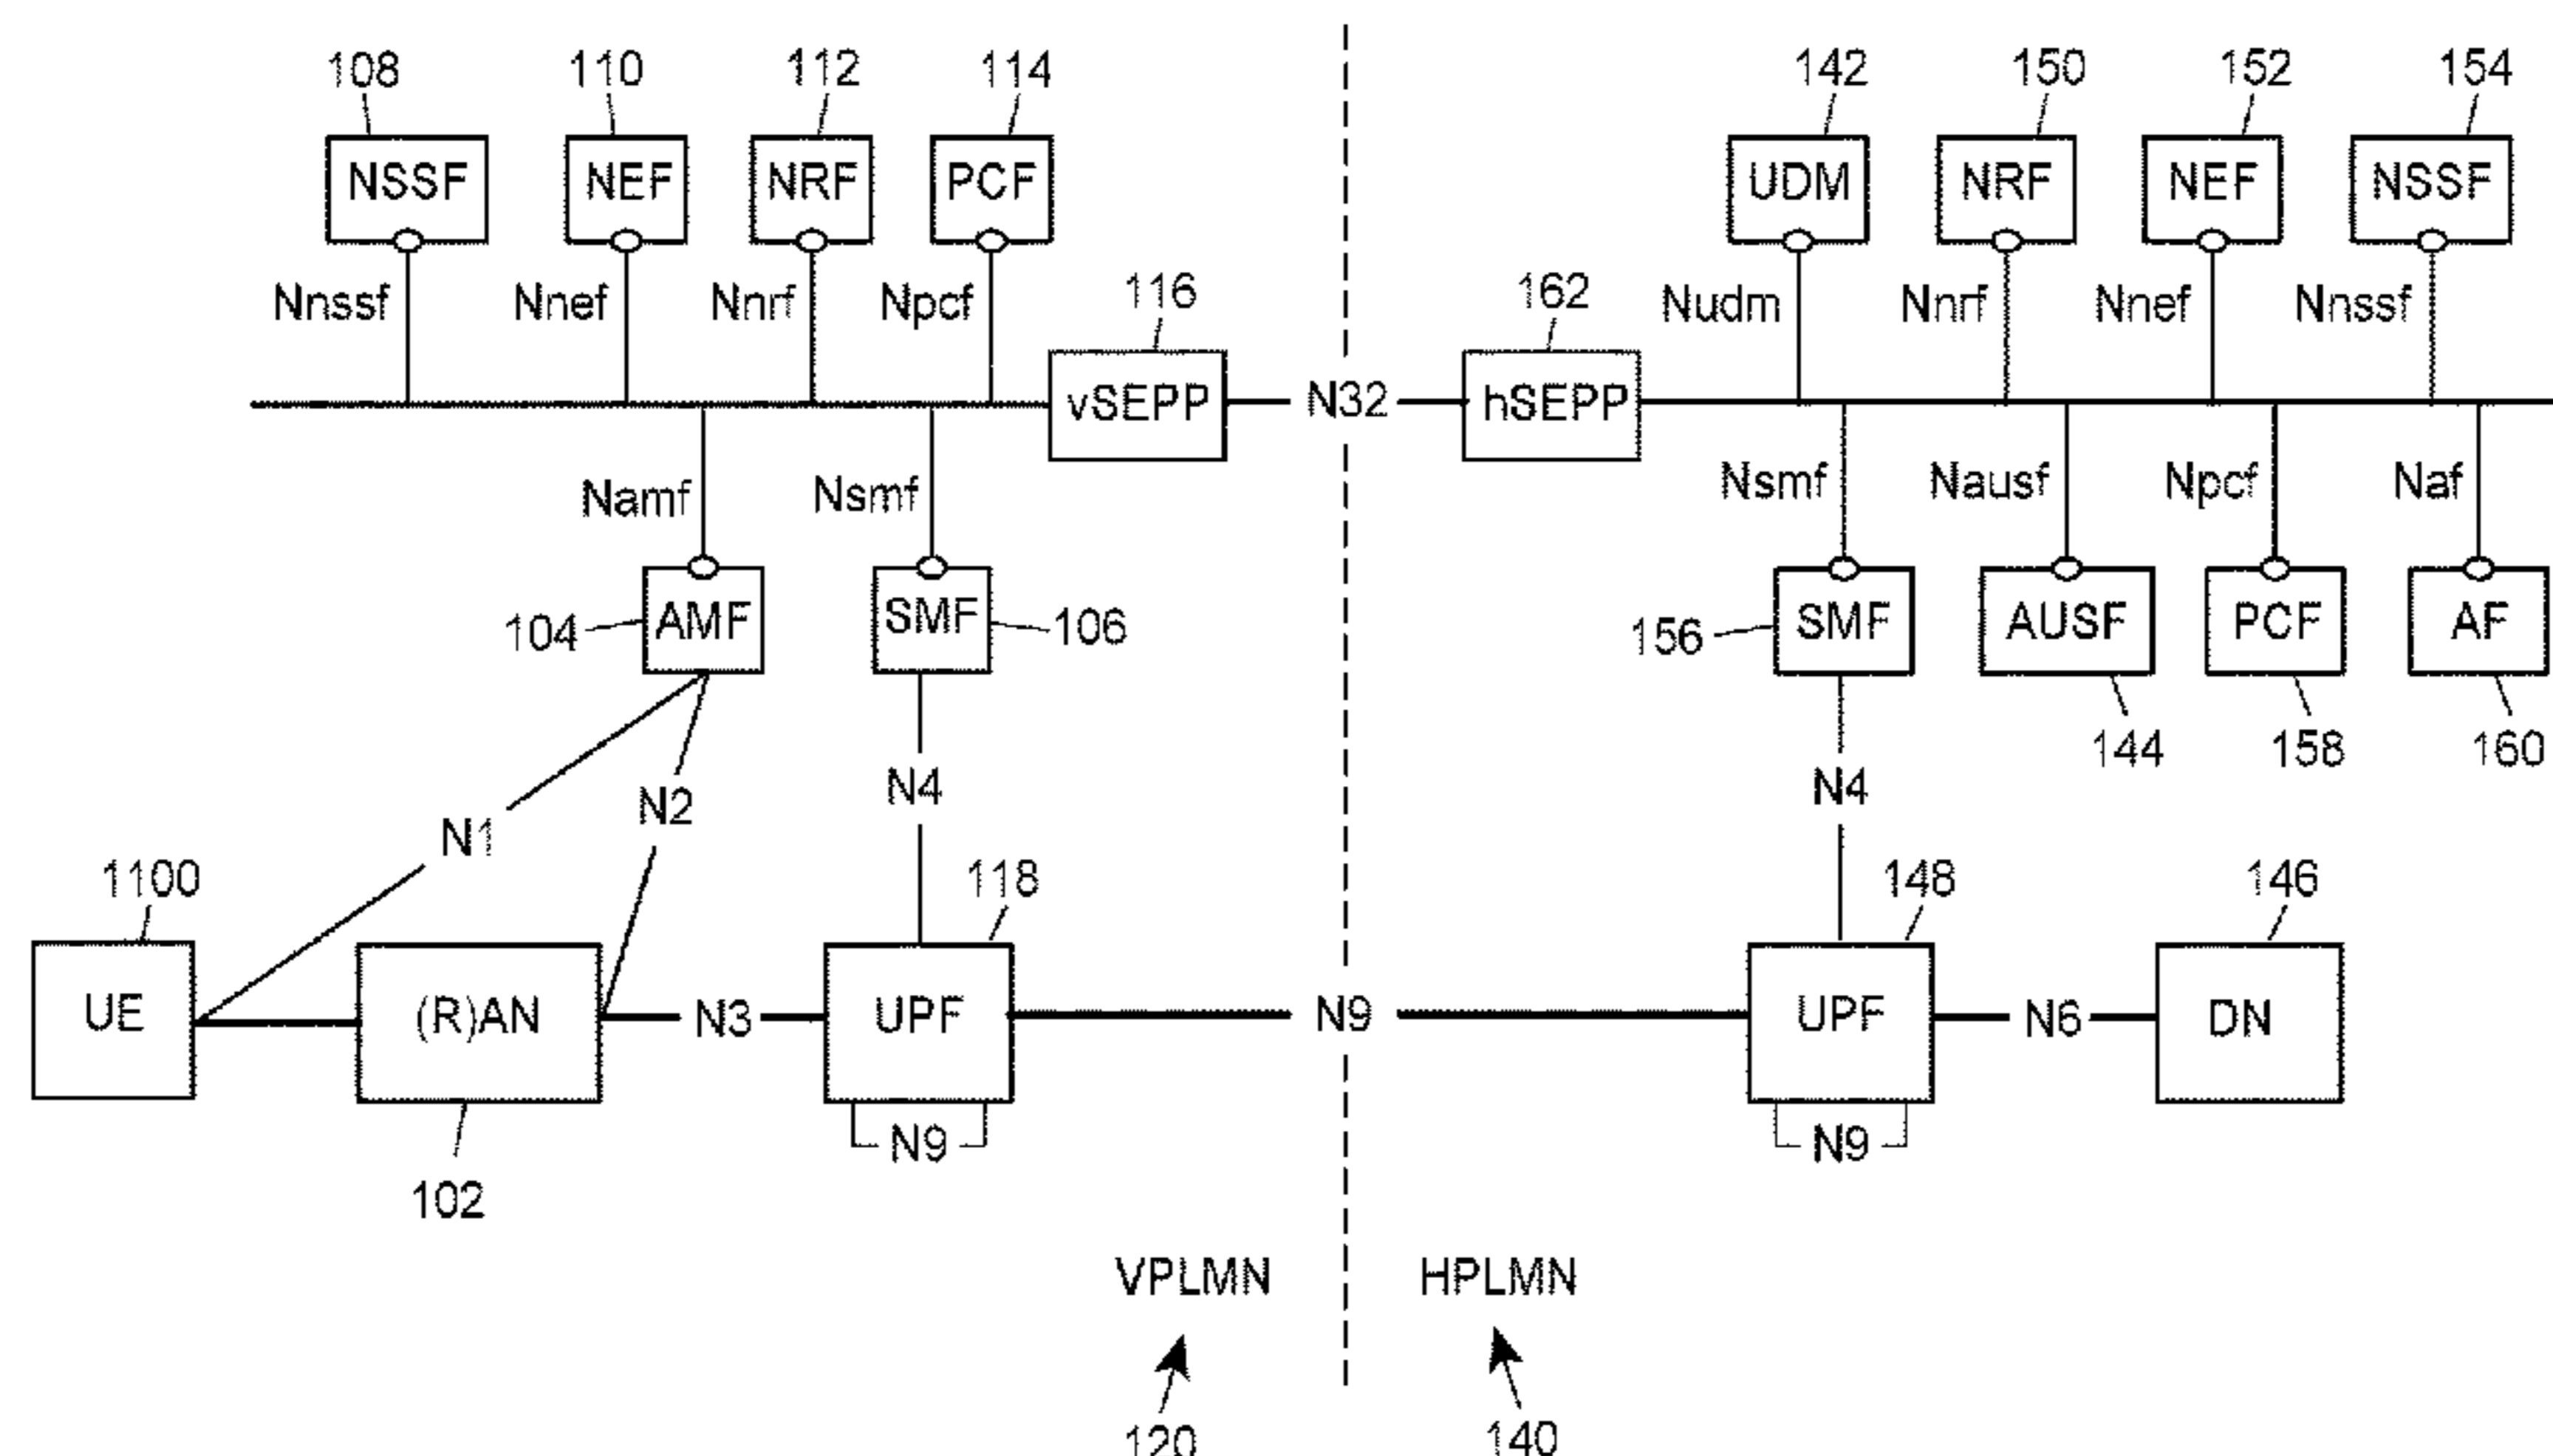 108 110 112 114 142 150 152 154
NSSF NEF NRF PCF UDM NRF NEF NSSF
Nnssf Nnef Nnrf Npcf 116 162 Nudm Nnrf Nnef Nnssf
vSEPP N32 hSEPP
Namf Nsmf Nsmf Nausf Npcf Naf
104 AMF SMF 106 156 SMF AUSF PCF AF
144 158 160
N1 N2 N4 N4
1100 118 148 146
UE (R)AN N3 UPF N9 UPF N6 DN
N9 N9
102
VPLMN HPLMN
120 140